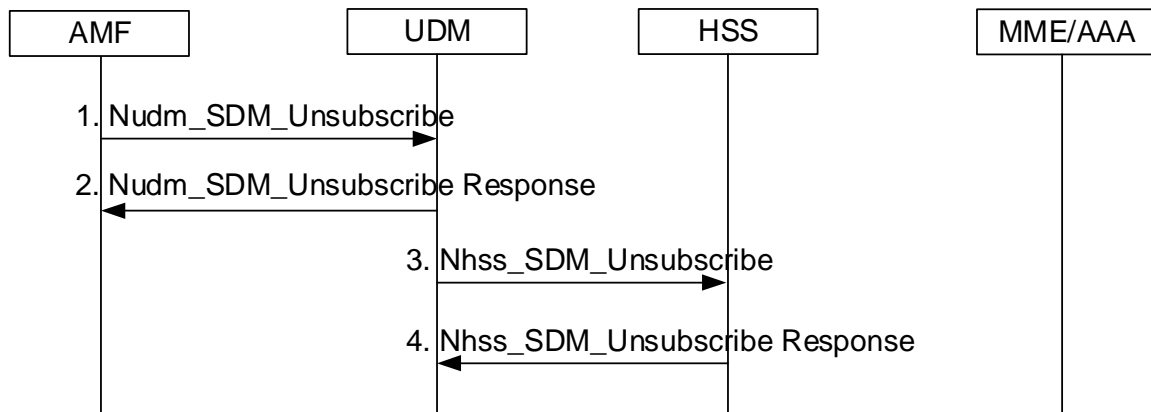 AMF
UDM
HSS
MME/AAA
1. Nudm_SDM_Unsubscribe
2. Nudm_SDM_Unsubscribe Response
3. Nhss_SDM_Unsubscribe
4. Nhss_SDM_Unsubscribe Response